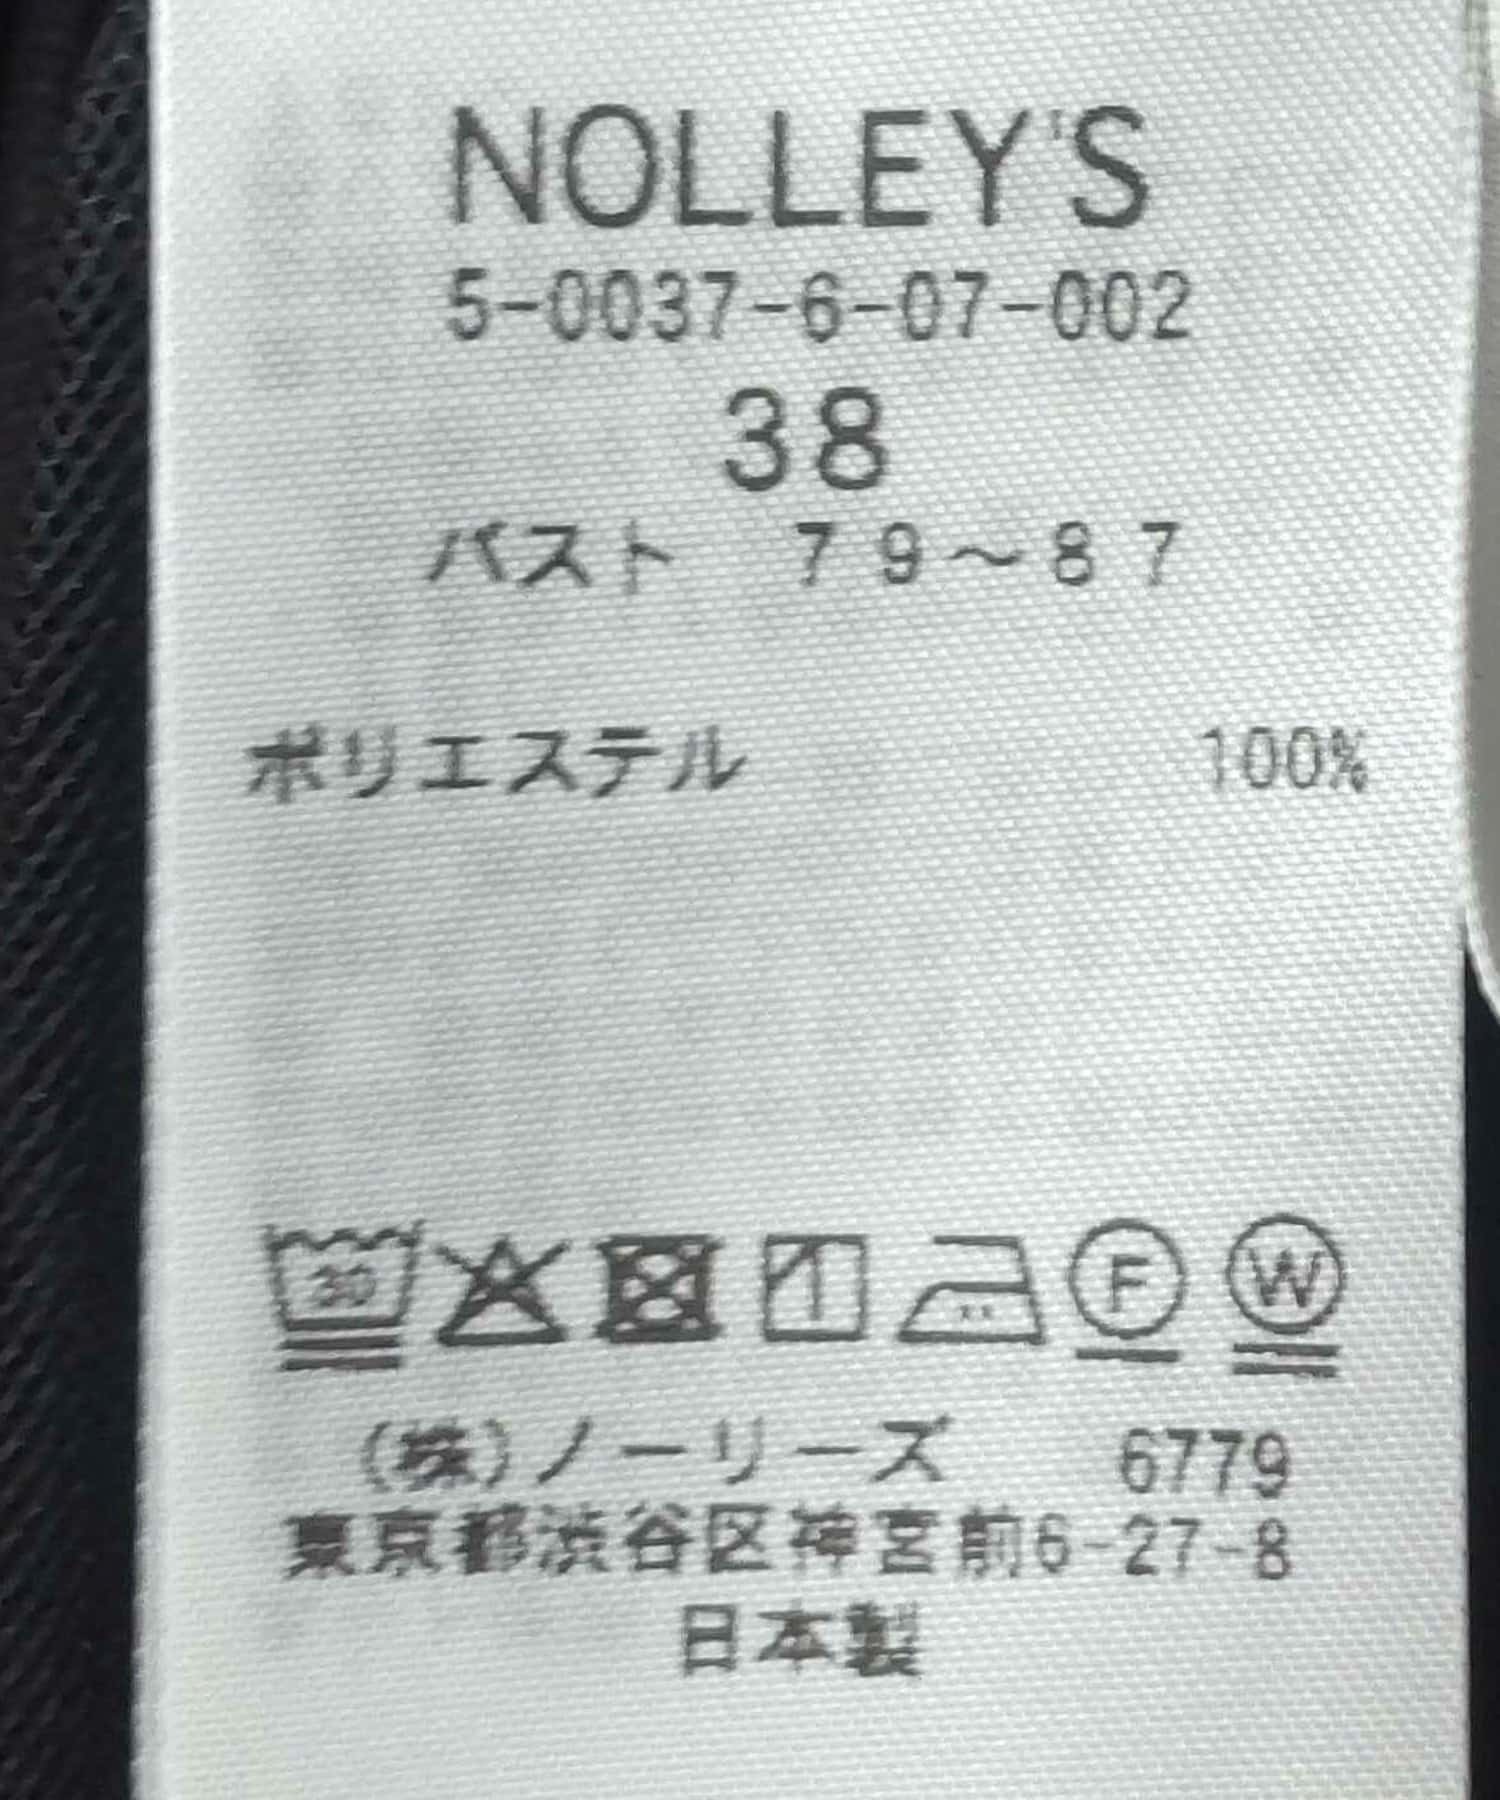 NOLLEY'S
5-0037-6-07-002
38
バスト 79～87
ポリエステル 100%
30 F W
(株)ノーリーズ 6779
東京都渋谷区神宮前6-27-8
日本製